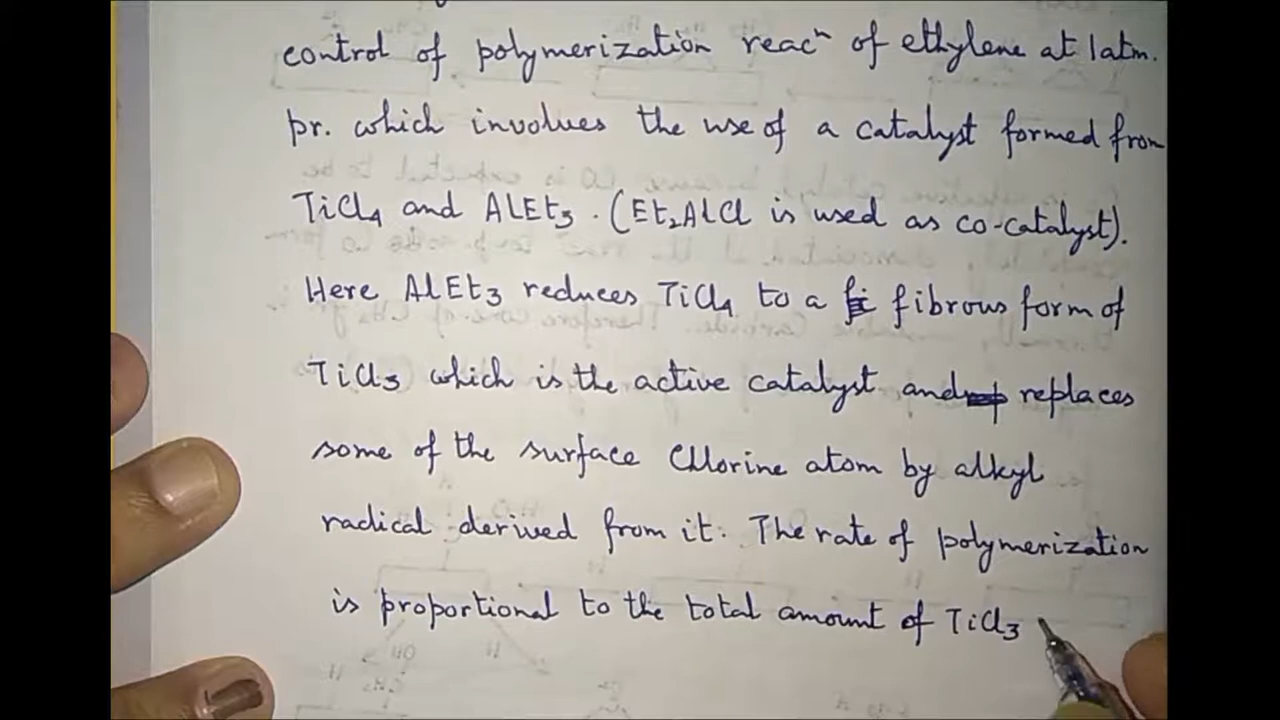 control of polymerization reacⁿ of ethylene at 1atm.
pr. which involves the use of a catalyst formed from
TiCl₄ and AlEt₃. (Et₂AlCl is used as co-catalyst).
Here AlEt₃ reduces TiCl₄ to a fibrous form of
TiCl₃ which is the active catalyst and replaces
some of the surface Chlorine atom by alkyl
radical derived from it. The rate of polymerization
is proportional to the total amount of TiCl₃